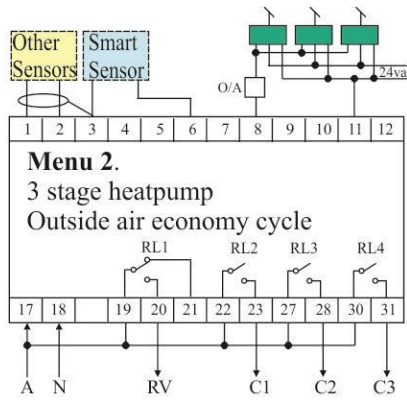 Other Sensors
Smart Sensor
O/A
24va
1 2 3 4 5 6 7 8 9 10 11 12
Menu 2.
3 stage heatpump
Outside air economy cycle
RL1 RL2 RL3 RL4
17 18 19 20 21 22 23 27 28 30 31
A N RV C1 C2 C3